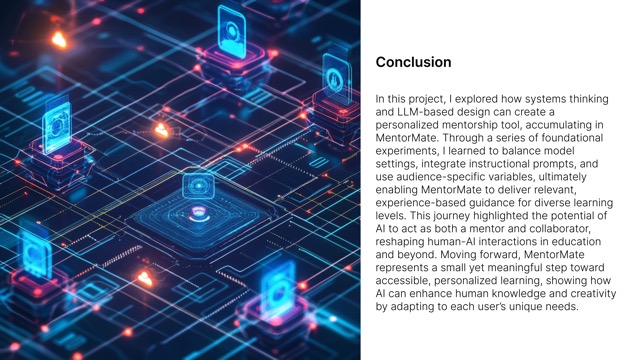 Conclusion
In this project, I explored how systems thinking
and LLM-based design can create a
personalized mentorship tool, accumulating in
MentorMate. Through a series of foundational
experiments, I learned to balance model
settings, integrate instructional prompts, and
use audience-specific variables, ultimately
enabling MentorMate to deliver relevant,
experience-based guidance for diverse learning
levels. This journey highlighted the potential of
AI to act as both a mentor and collaborator,
reshaping human-AI interactions in education
and beyond. Moving forward, MentorMate
represents a small yet meaningful step toward
accessible, personalized learning, showing how
AI can enhance human knowledge and creativity
by adapting to each user’s unique needs.